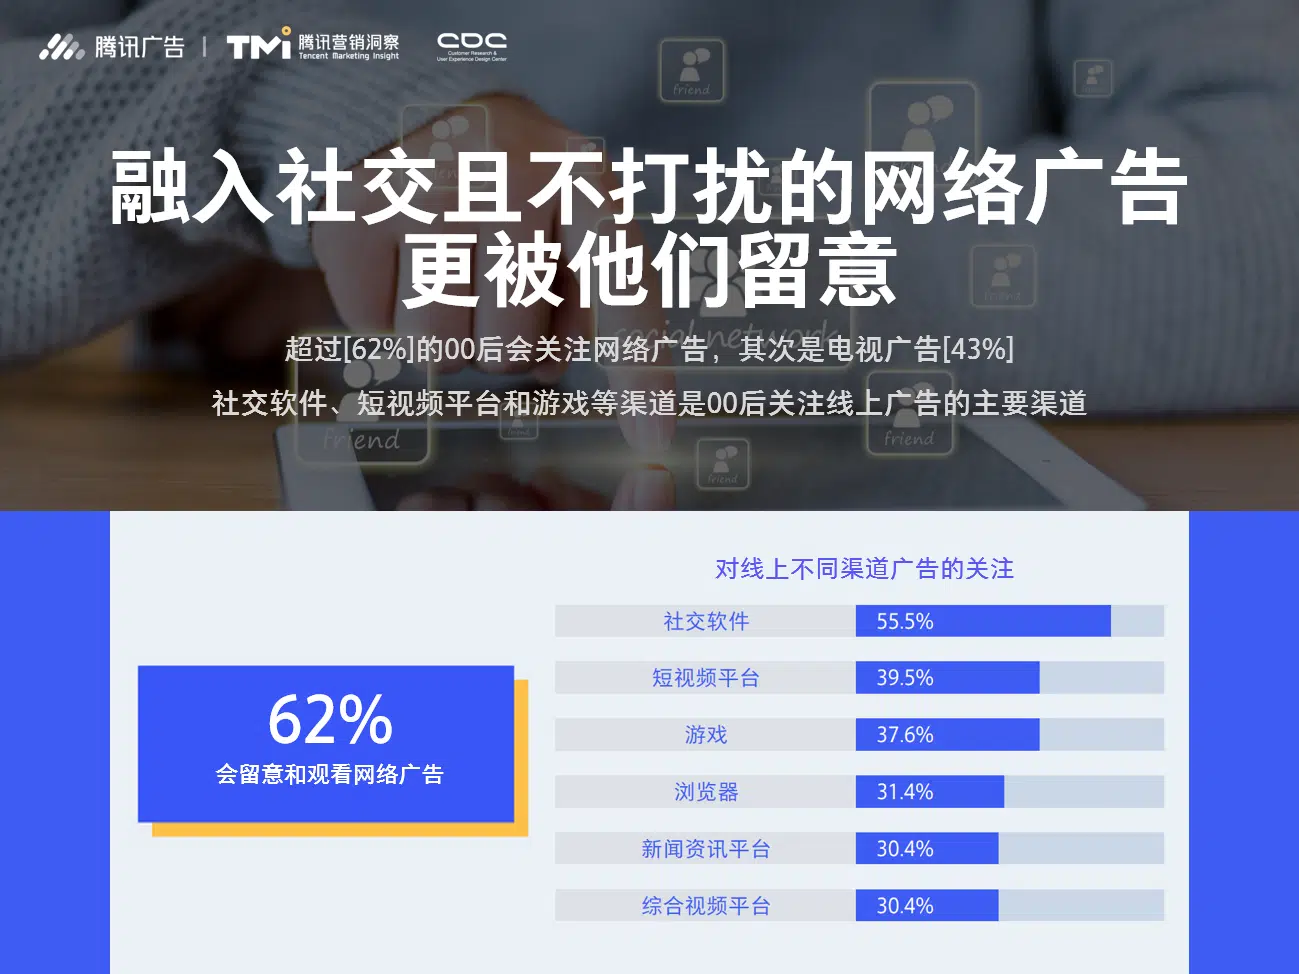 腾讯广告 | TMi 腾讯营销洞察 CDC
Tencent Marketing Insight
Customer Research &
User Experience Design Center
friend
social network
融入社交且不打扰的网络广告
更被他们留意
超过[62%]的00后会关注网络广告，其次是电视广告[43%]
社交软件、短视频平台和游戏等渠道是00后关注线上广告的主要渠道
friend
friend
friend
对线上不同渠道广告的关注
社交软件 55.5%
短视频平台 39.5%
游戏 37.6%
浏览器 31.4%
新闻资讯平台 30.4%
综合视频平台 30.4%
62%
会留意和观看网络广告